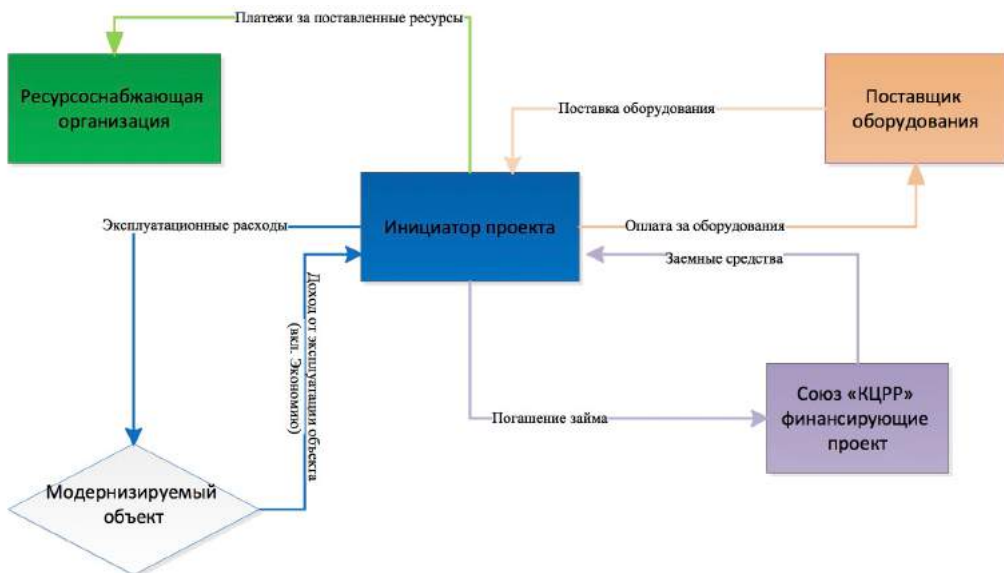 Платежи за поставленные ресурсы
Ресурсоснабжающая
организация
Поставка оборудования
Поставщик
оборудования
Эксплуатационные расходы
Инициатор проекта
Оплата за оборудования
Заемные средства
Доход от эксплуатации объекта
(вкл. Экономию)
Погашение займа
Союз «КЦРР»
финансирующие
проект
Модернизируемый
объект